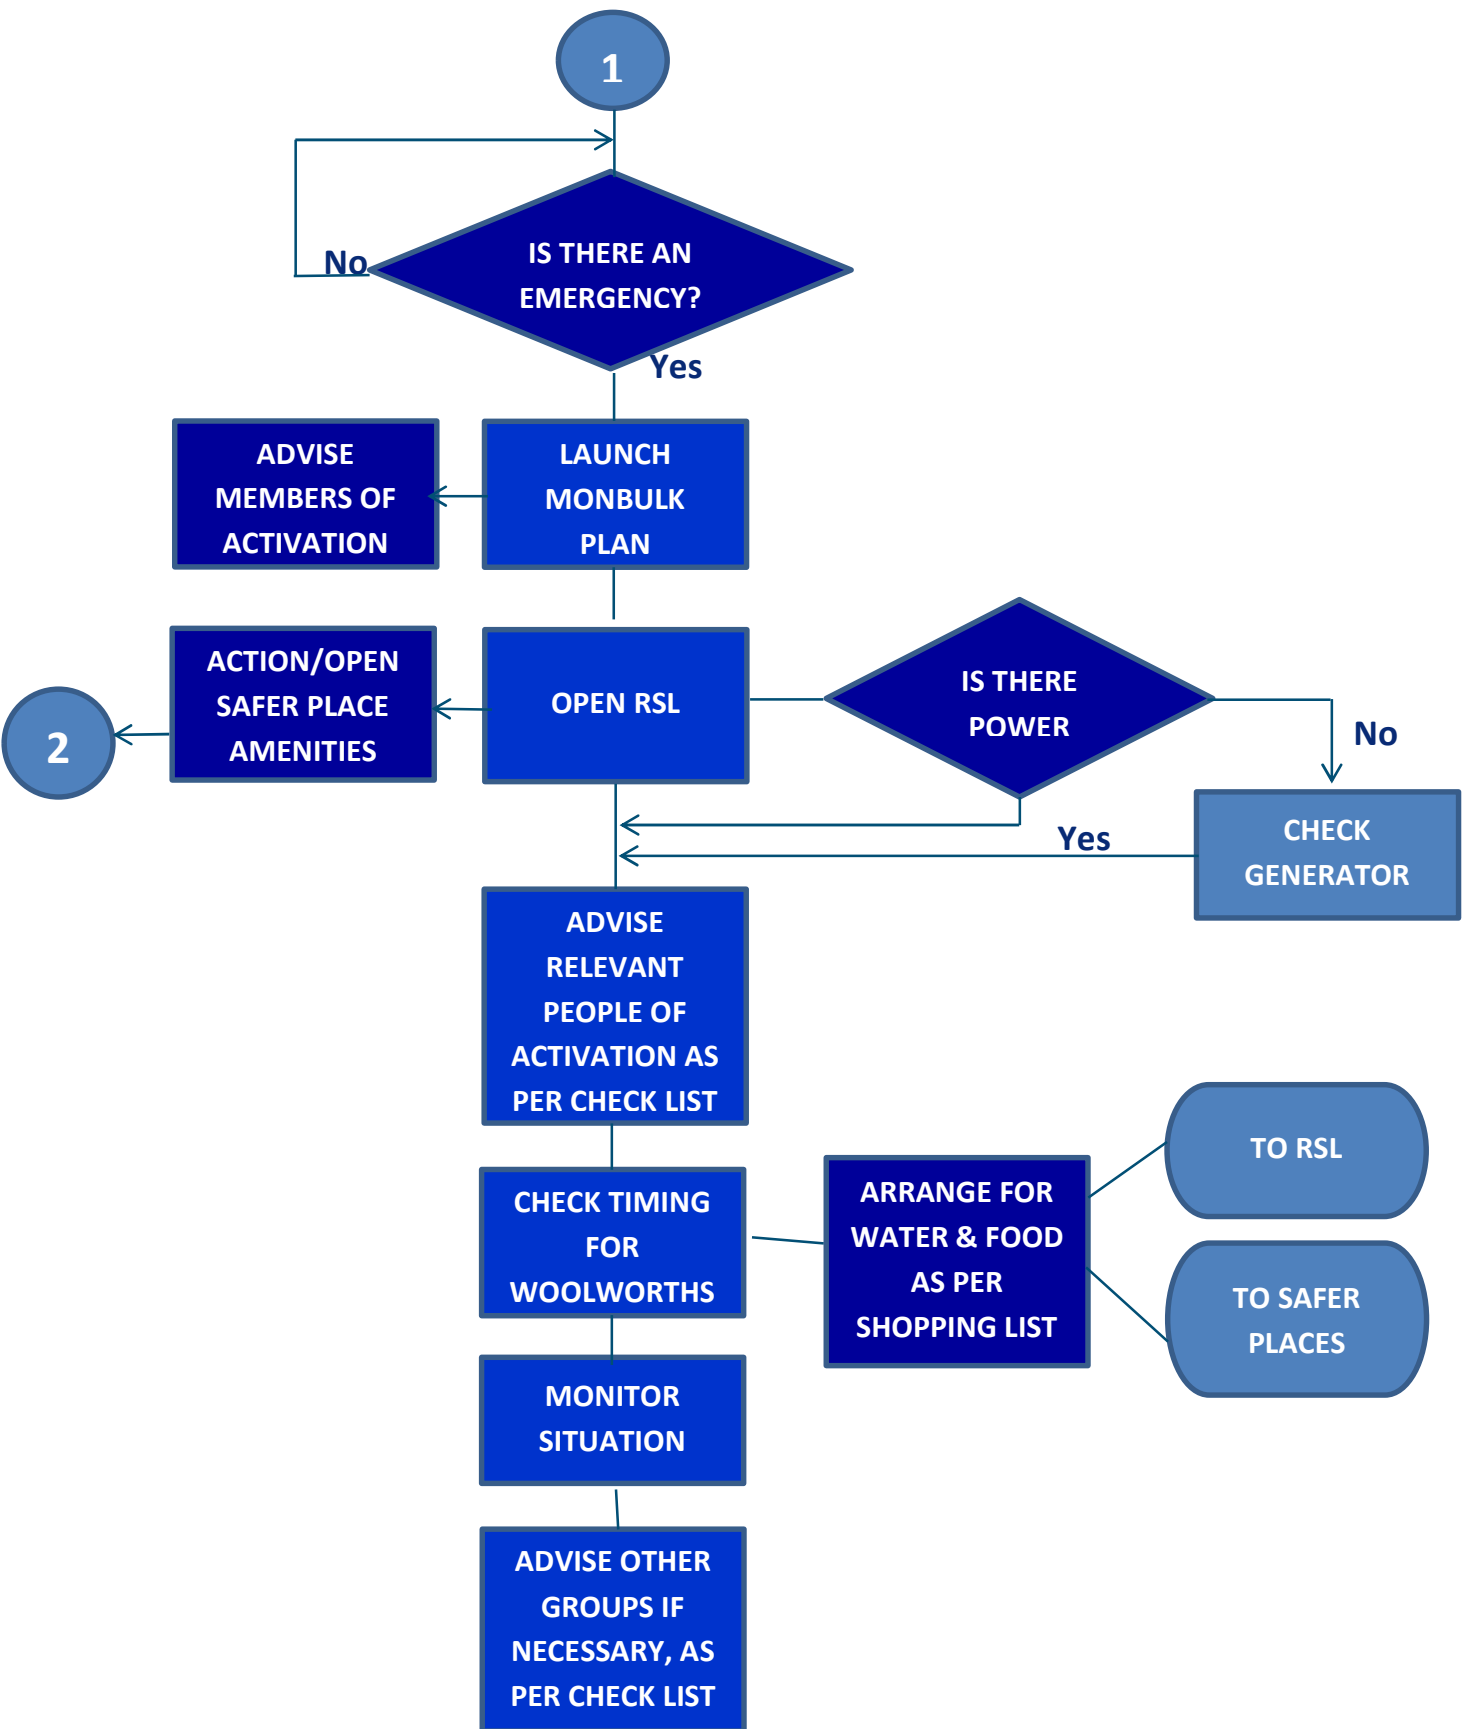 1
No
IS THERE AN
EMERGENCY?
Yes
ADVISE
MEMBERS OF
ACTIVATION
LAUNCH
MONBULK
PLAN
ACTION/OPEN
SAFER PLACE
AMENITIES
2
OPEN RSL
IS THERE
POWER
No
Yes
CHECK
GENERATOR
ADVISE
RELEVANT
PEOPLE OF
ACTIVATION AS
PER CHECK LIST
CHECK TIMING
FOR
WOOLWORTHS
ARRANGE FOR
WATER & FOOD
AS PER
SHOPPING LIST
TO RSL
TO SAFER
PLACES
MONITOR
SITUATION
ADVISE OTHER
GROUPS IF
NECESSARY, AS
PER CHECK LIST